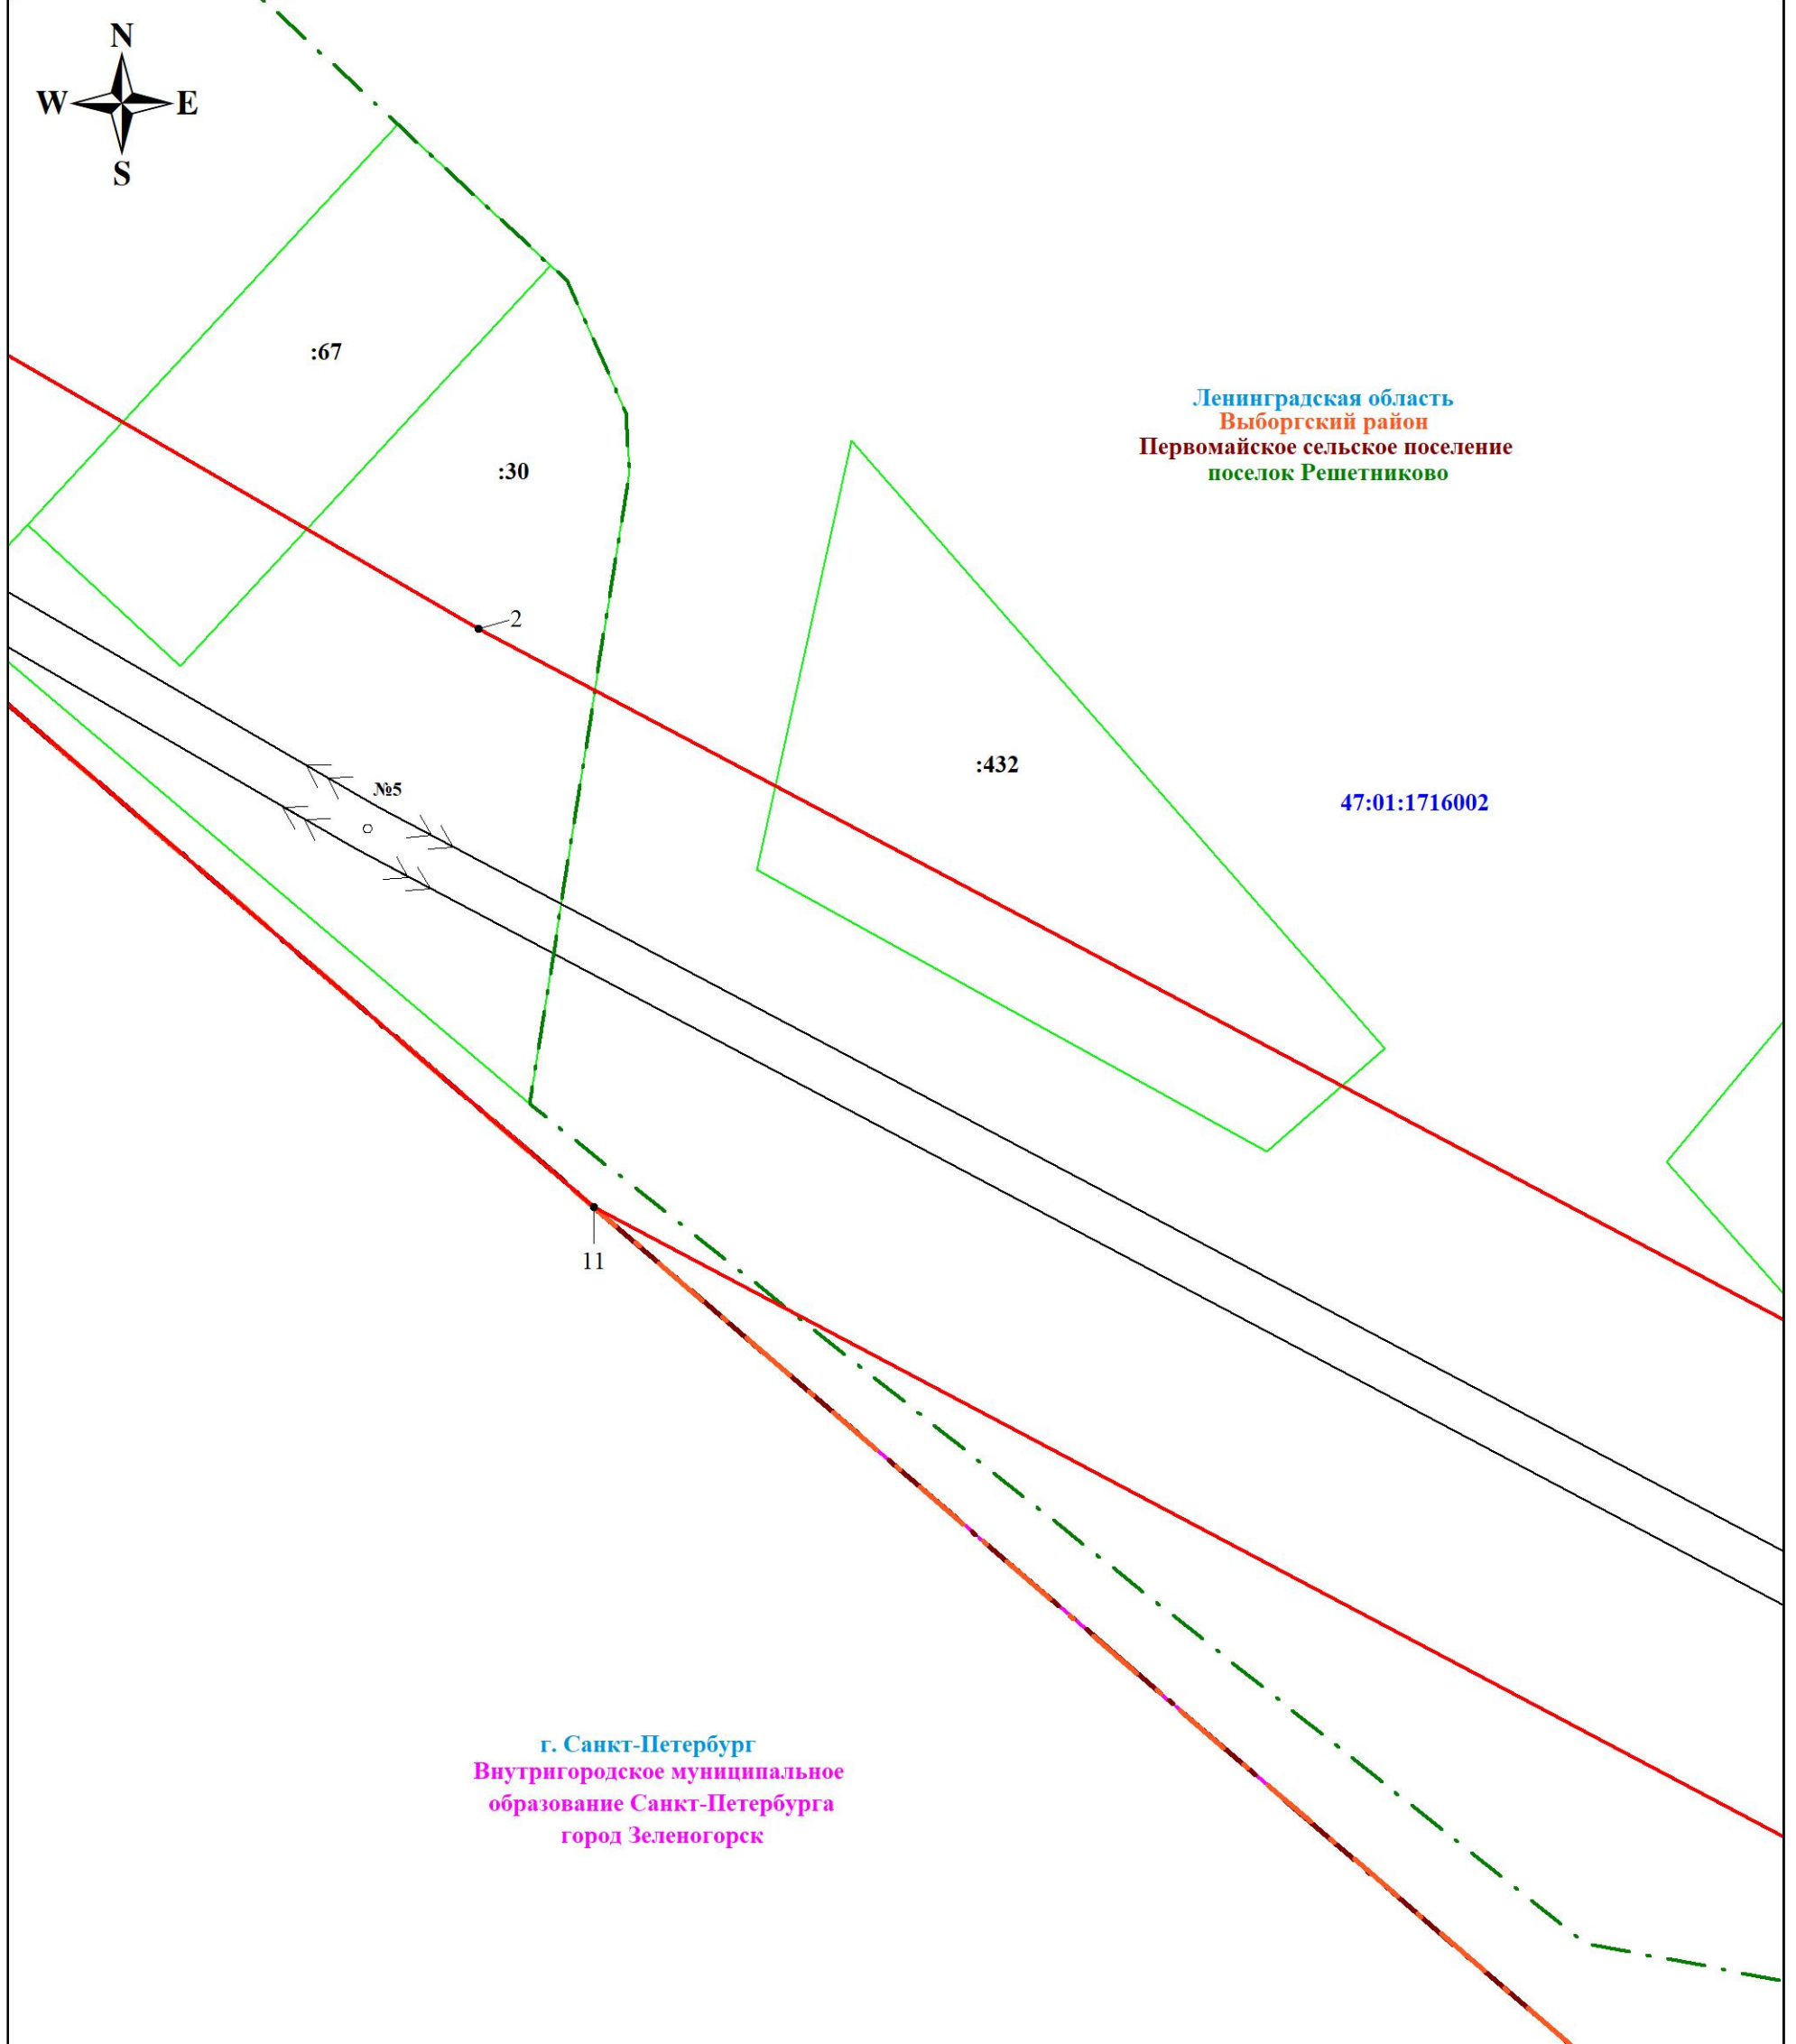 N
W E
S
:67
Ленинградская область
Выборгский район
Первомайское сельское поселение
поселок Решетниково
:30
2
:432
№5
47:01:1716002
11
г. Санкт-Петербург
Внутригородское муниципальное
образование Санкт-Петербурга
город Зеленогорск